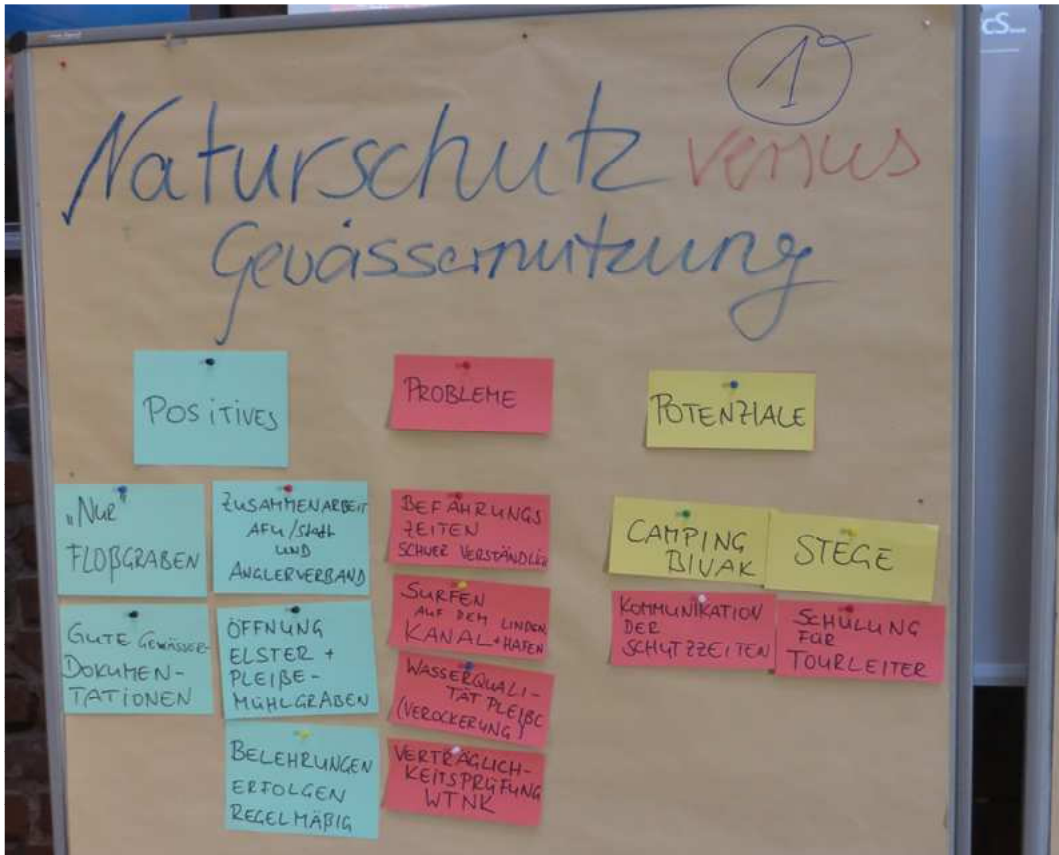 cS...
1
Naturschutz versus
Gewässernutzung
POSITIVES
PROBLEME
POTENZIALE
„NUR"
FLOßGRABEN
ZUSAMMENARBEIT
AFU/Stadt
UND
ANGLERVERBAND
GUTE GEWÄSSER-
DOKUMEN-
TATIONEN
ÖFFNUNG
ELSTER +
PLEIßE-
MÜHLGRABEN
BELEHRUNGEN
ERFOLGEN
REGELMÄßIG
BEFAHRUNGS
ZEITEN
SCHWER VERSTÄNDLICH
SURFEN
AUF DEM LINDEN.
KANAL + HAFEN
WASSERQUALI-
TÄT PLEIßE
(VEROCKERUNG)
VERTRÄGLICH-
KEITSPRÜFUNG
WTNK
CAMPING
BIVAK
STEGE
KOMMUNIKATION
DER
SCHUTZZEITEN
SCHULUNG
FÜR
TOURLEITER